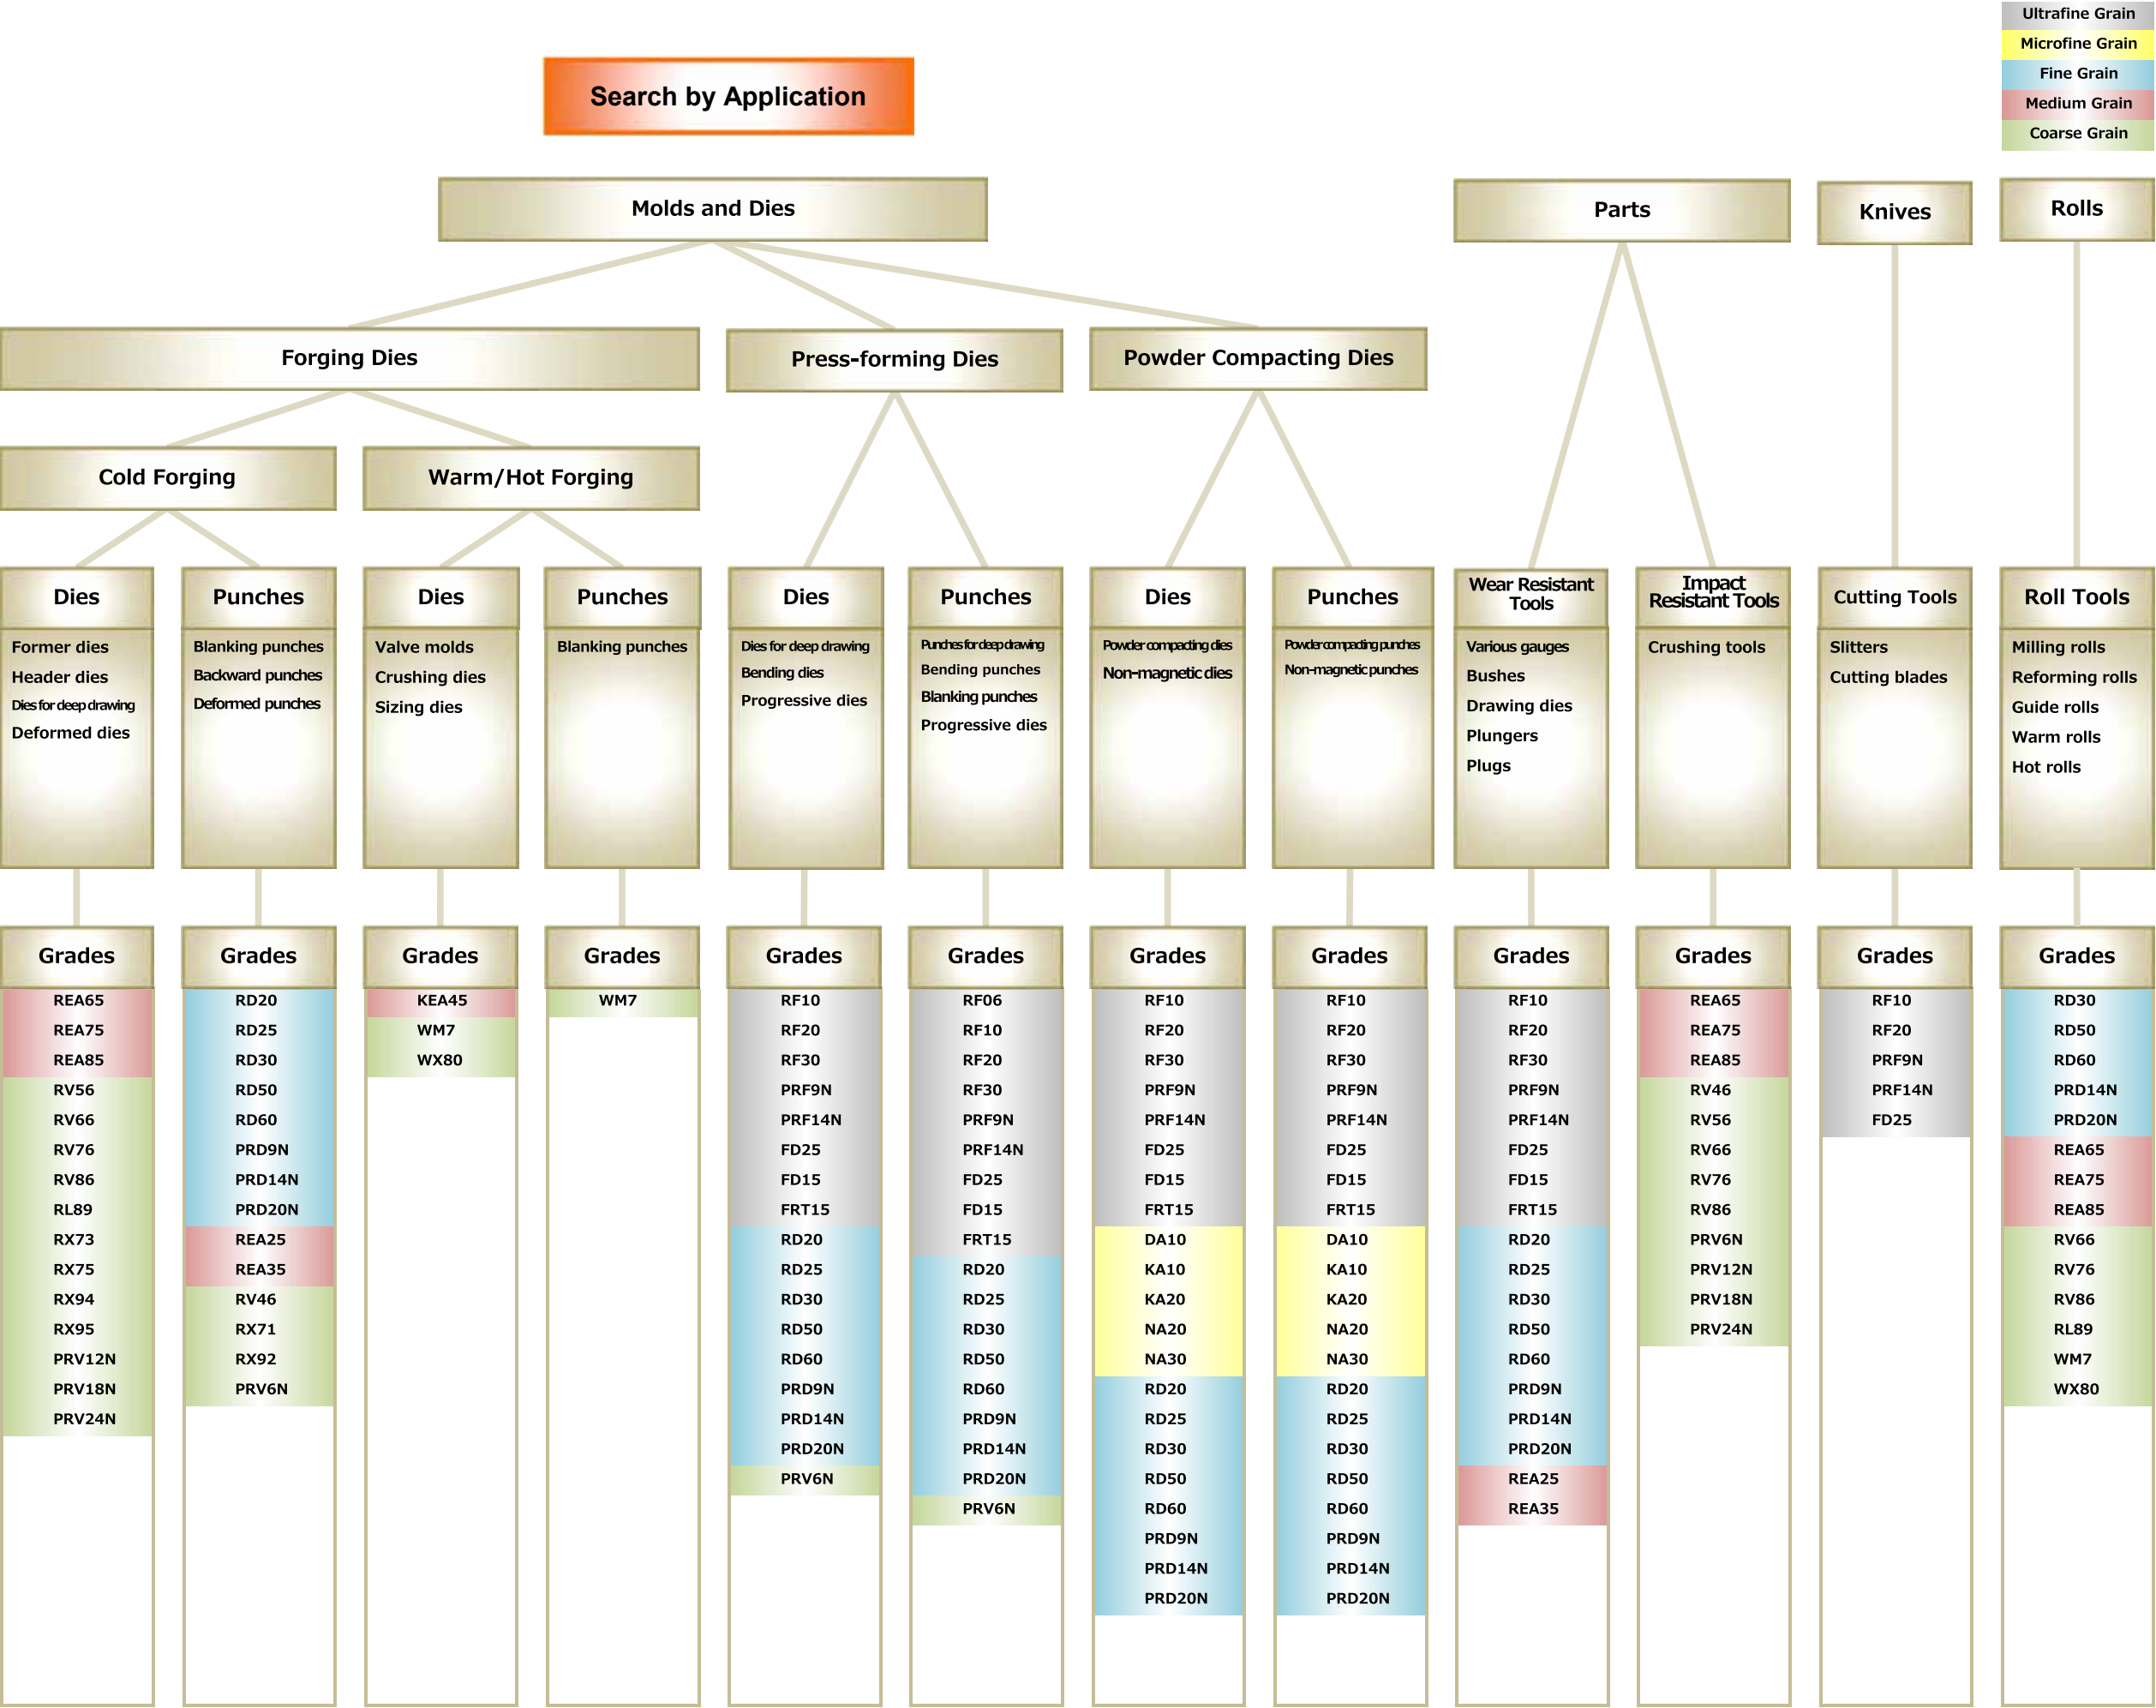 Ultrafine Grain
Microfine Grain
Fine Grain
Medium Grain
Coarse Grain
Search by Application
Molds and Dies
Parts
Knives
Rolls
Forging Dies
Press-forming Dies
Powder Compacting Dies
Cold Forging
Warm/Hot Forging
Dies
Former dies
Header dies
Dies for deep drawing
Deformed dies
Grades
REA65
REA75
REA85
RV56
RV66
RV76
RV86
RL89
RX73
RX75
RX94
RX95
PRV12N
PRV18N
PRV24N
Punches
Blanking punches
Backward punches
Deformed punches
Grades
RD20
RD25
RD30
RD50
RD60
PRD9N
PRD14N
PRD20N
REA25
REA35
RV46
RX71
RX92
PRV6N
Dies
Valve molds
Crushing dies
Sizing dies
Grades
KEA45
WM7
WX80
Punches
Blanking punches
Grades
WM7
Dies
Dies for deep drawing
Bending dies
Progressive dies
Grades
RF10
RF20
RF30
PRF9N
PRF14N
FD25
FD15
FRT15
RD20
RD25
RD30
RD50
RD60
PRD9N
PRD14N
PRD20N
PRV6N
Punches
Punches for deep drawing
Bending punches
Blanking punches
Progressive dies
Grades
RF06
RF10
RF20
RF30
PRF9N
PRF14N
FD25
FD15
FRT15
RD20
RD25
RD30
RD50
RD60
PRD9N
PRD14N
PRD20N
PRV6N
Dies
Powder compacting dies
Non-magnetic dies
Grades
RF10
RF20
RF30
PRF9N
PRF14N
FD25
FD15
FRT15
DA10
KA10
KA20
NA20
NA30
RD20
RD25
RD30
RD50
RD60
PRD9N
PRD14N
PRD20N
Punches
Powder compacting punches
Non-magnetic punches
Grades
RF10
RF20
RF30
PRF9N
PRF14N
FD25
FD15
FRT15
DA10
KA10
KA20
NA20
NA30
RD20
RD25
RD30
RD50
RD60
PRD9N
PRD14N
PRD20N
Wear Resistant
Tools
Various gauges
Bushes
Drawing dies
Plungers
Plugs
Grades
RF10
RF20
RF30
PRF9N
PRF14N
FD25
FD15
FRT15
RD20
RD25
RD30
RD50
RD60
PRD9N
PRD14N
PRD20N
REA25
REA35
Impact
Resistant Tools
Crushing tools
Grades
REA65
REA75
REA85
RV46
RV56
RV66
RV76
RV86
PRV6N
PRV12N
PRV18N
PRV24N
Cutting Tools
Slitters
Cutting blades
Grades
RF10
RF20
PRF9N
PRF14N
FD25
Roll Tools
Milling rolls
Reforming rolls
Guide rolls
Warm rolls
Hot rolls
Grades
RD30
RD50
RD60
PRD14N
PRD20N
REA65
REA75
REA85
RV66
RV76
RV86
RL89
WM7
WX80